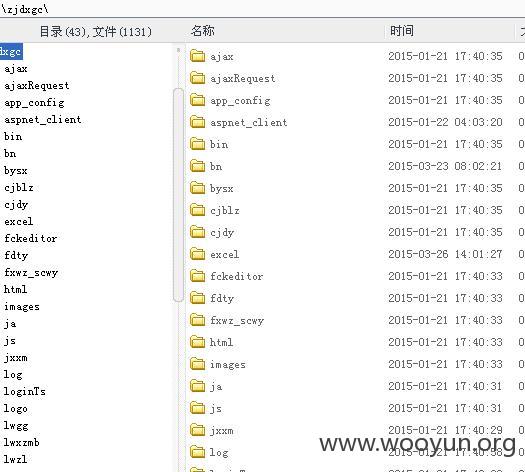 \zjdxgc\
目录(43),文件(1131) 名称 时间
dxgc
ajax
ajaxRequest
app_config
aspnet_client
bin
bn
bysx
cjblz
cjdy
excel
fckeditor
fdty
fxwz_scwy
html
images
ja
js
jxxm
log
loginTs
logo
lwgg
lwxzmb
lwzl
ajax 2015-01-21 17:40:35 0
ajaxRequest 2015-01-21 17:40:35 0
app_config 2015-01-21 17:40:35 0
aspnet_client 2015-01-22 04:03:20 0
bin 2015-01-21 17:40:35 0
bn 2015-03-23 08:02:21 0
bysx 2015-01-21 17:40:35 0
cjblz 2015-01-21 17:40:35 0
cjdy 2015-01-21 17:40:35 0
excel 2015-03-26 14:01:27 0
fckeditor 2015-01-21 17:40:33 0
fdty 2015-01-21 17:40:33 0
fxwz_scwy 2015-01-21 17:40:33 0
html 2015-01-21 17:40:33 0
images 2015-01-21 17:40:33 0
ja 2015-01-21 17:40:31 0
js 2015-01-21 17:40:31 0
jxxm 2015-01-21 17:40:29 0
log
www.wooyun.org